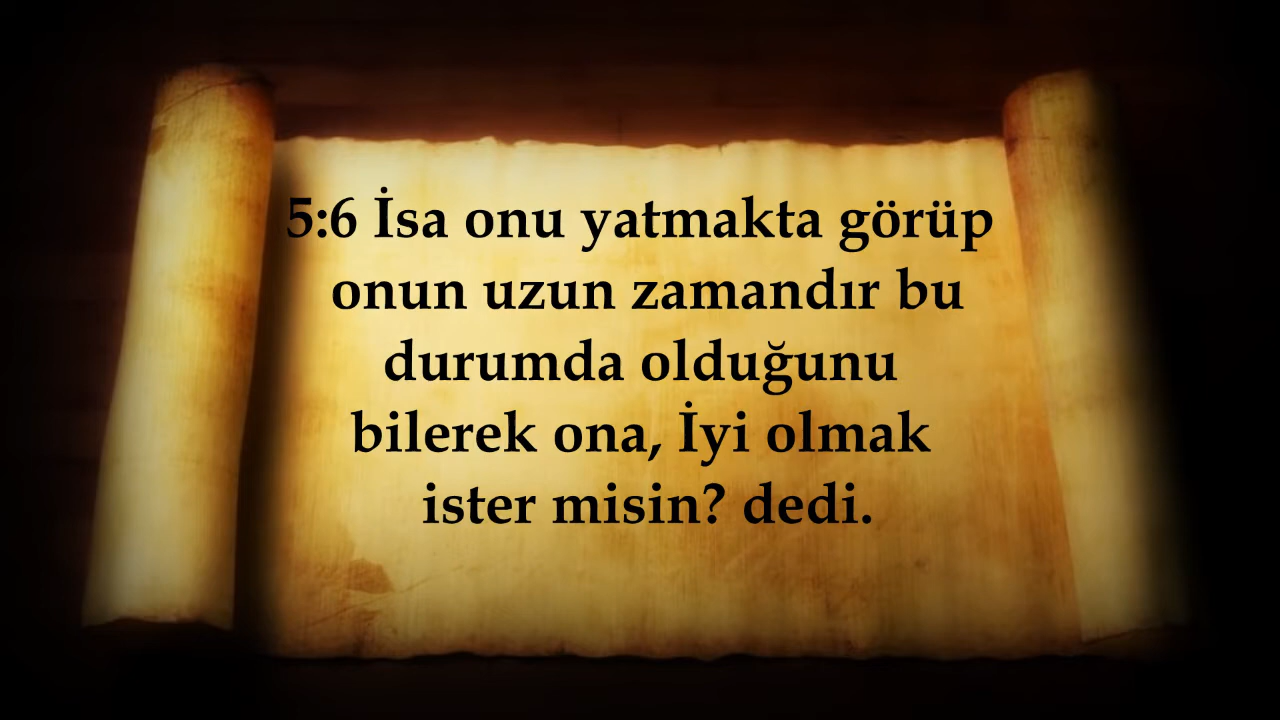 5:6 İsa onu yatmakta görüp
onun uzun zamandır bu
durumda olduğunu
bilerek ona, İyi olmak
ister misin? dedi.